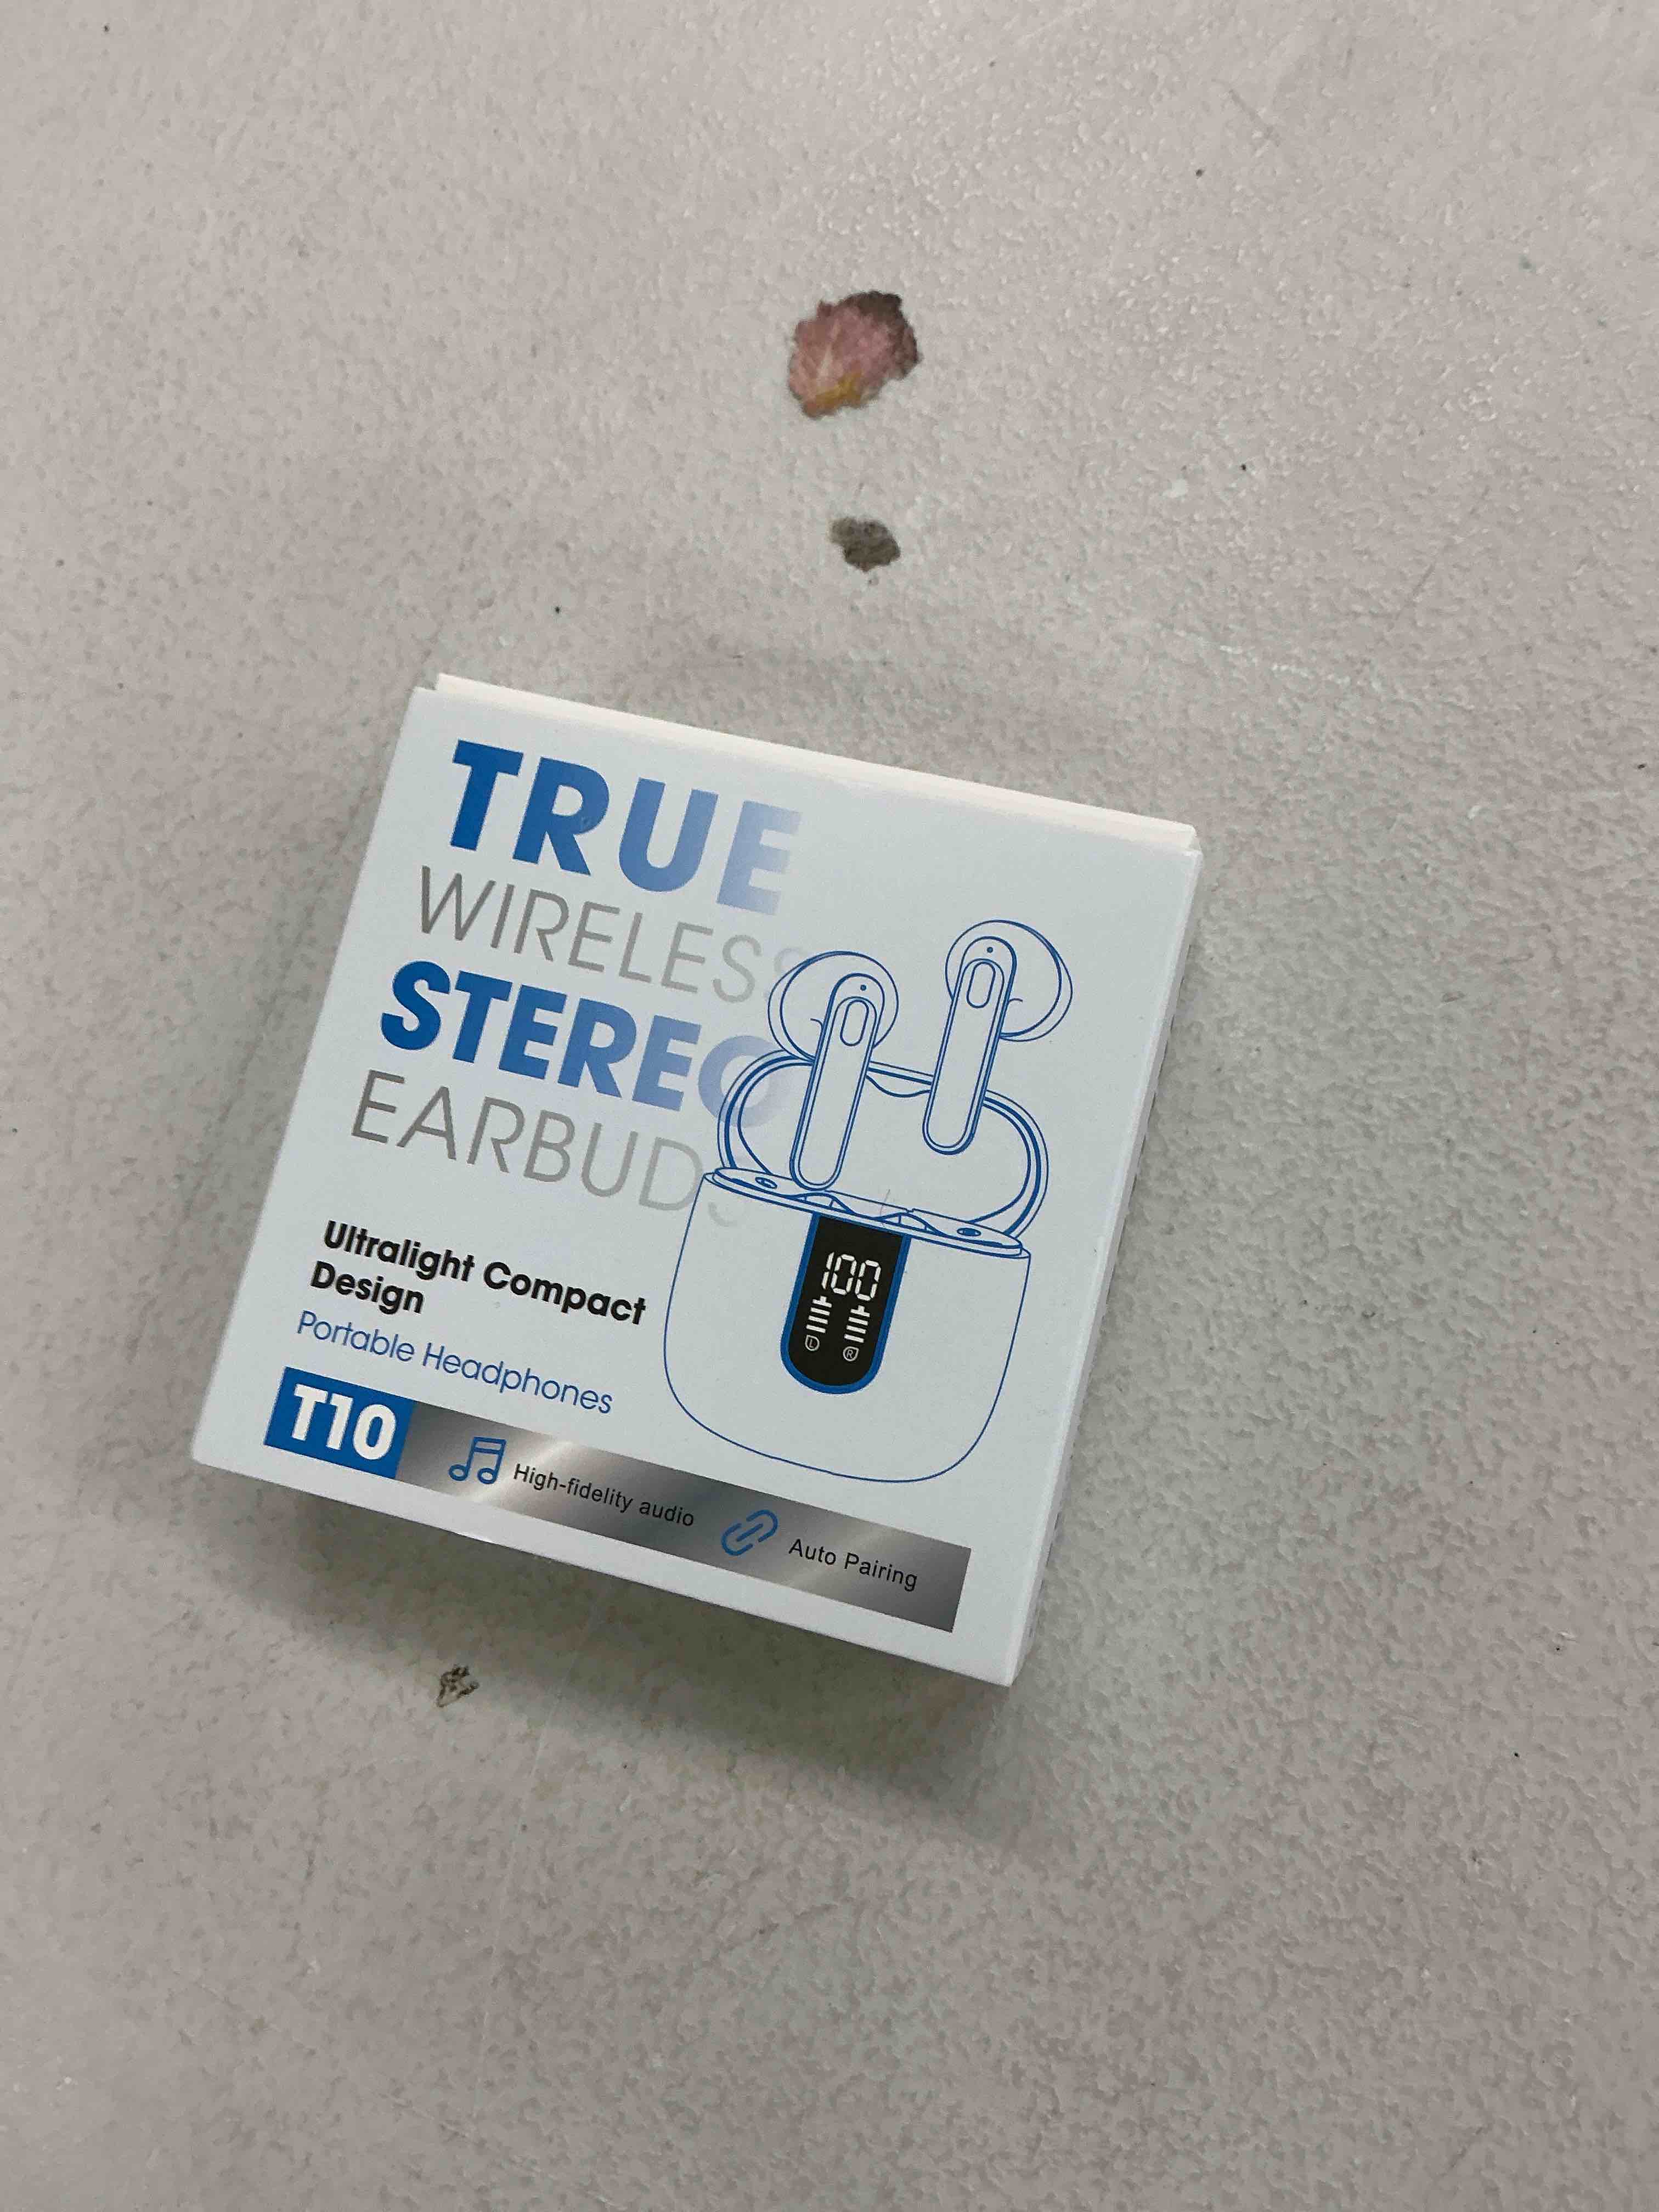 TRUE
WIRELESS
STEREO
EARBUDS
Ultralight Compact
Design
Portable Headphones
T10
High-fidelity audio
Auto Pairing
100
L R